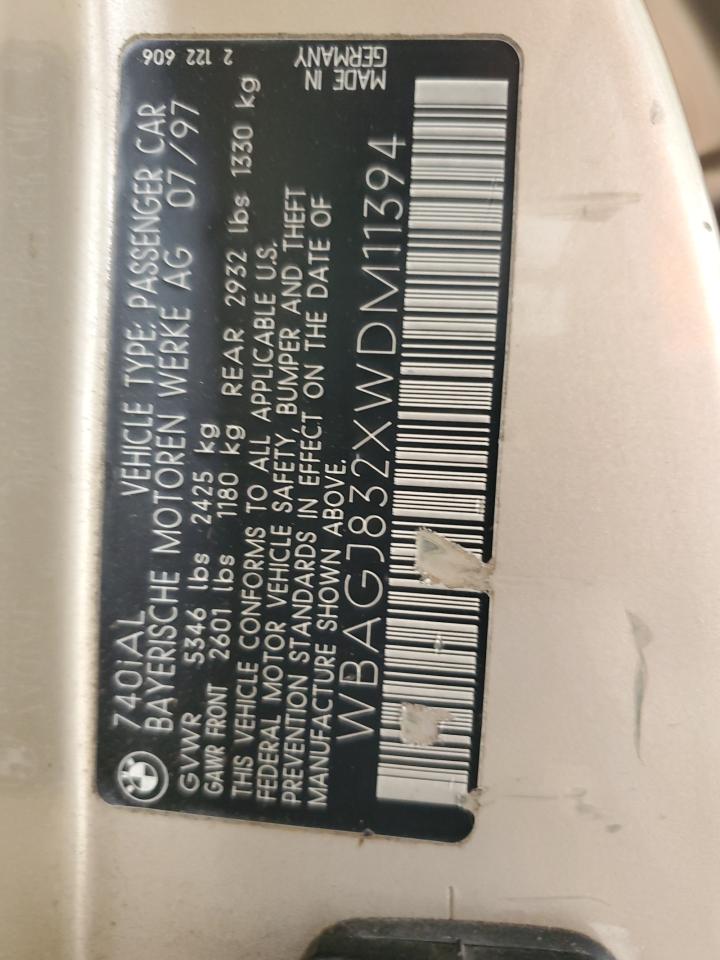 740iAL VEHICLE TYPE: PASSENGER CAR
BAYERISCHE MOTOREN WERKE AG 07/97
GVWR 5346 lbs 2425 kg
GAWR FRONT 2601 lbs 1180 kg REAR 2932 lbs 1330 kg
THIS VEHICLE CONFORMS TO ALL APPLICABLE U.S.
FEDERAL MOTOR VEHICLE SAFETY, BUMPER AND THEFT
PREVENTION STANDARDS IN EFFECT ON THE DATE OF
MANUFACTURE SHOWN ABOVE.
WBAGJ832XWDM11394
2 122 606
MADE IN
GERMANY